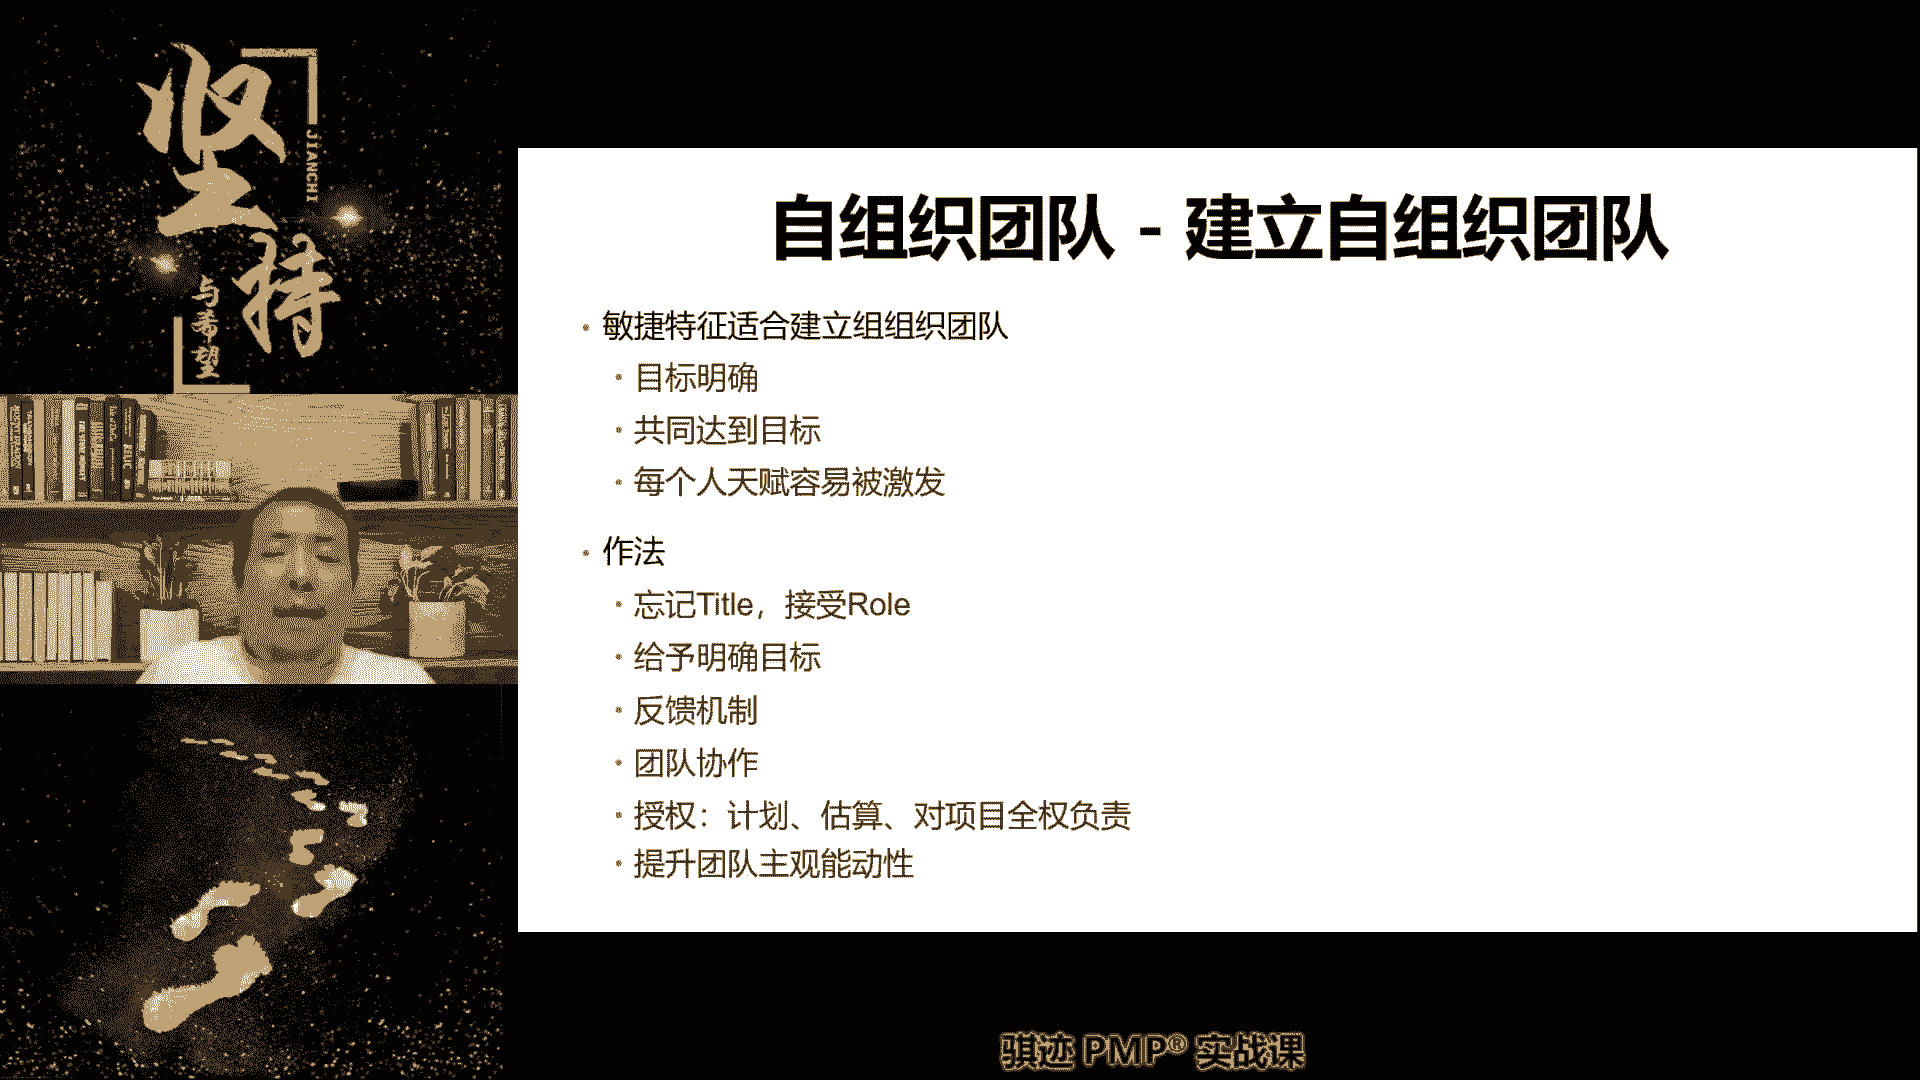 坚持
JIANCHI
与希望
自组织团队 - 建立自组织团队
· 敏捷特征适合建立组组织团队
· 目标明确
· 共同达到目标
· 每个人天赋容易被激发
· 作法
· 忘记Title，接受Role
· 给予明确目标
· 反馈机制
· 团队协作
· 授权：计划、估算、对项目全权负责
· 提升团队主观能动性
骐迹 PMP® 实战课